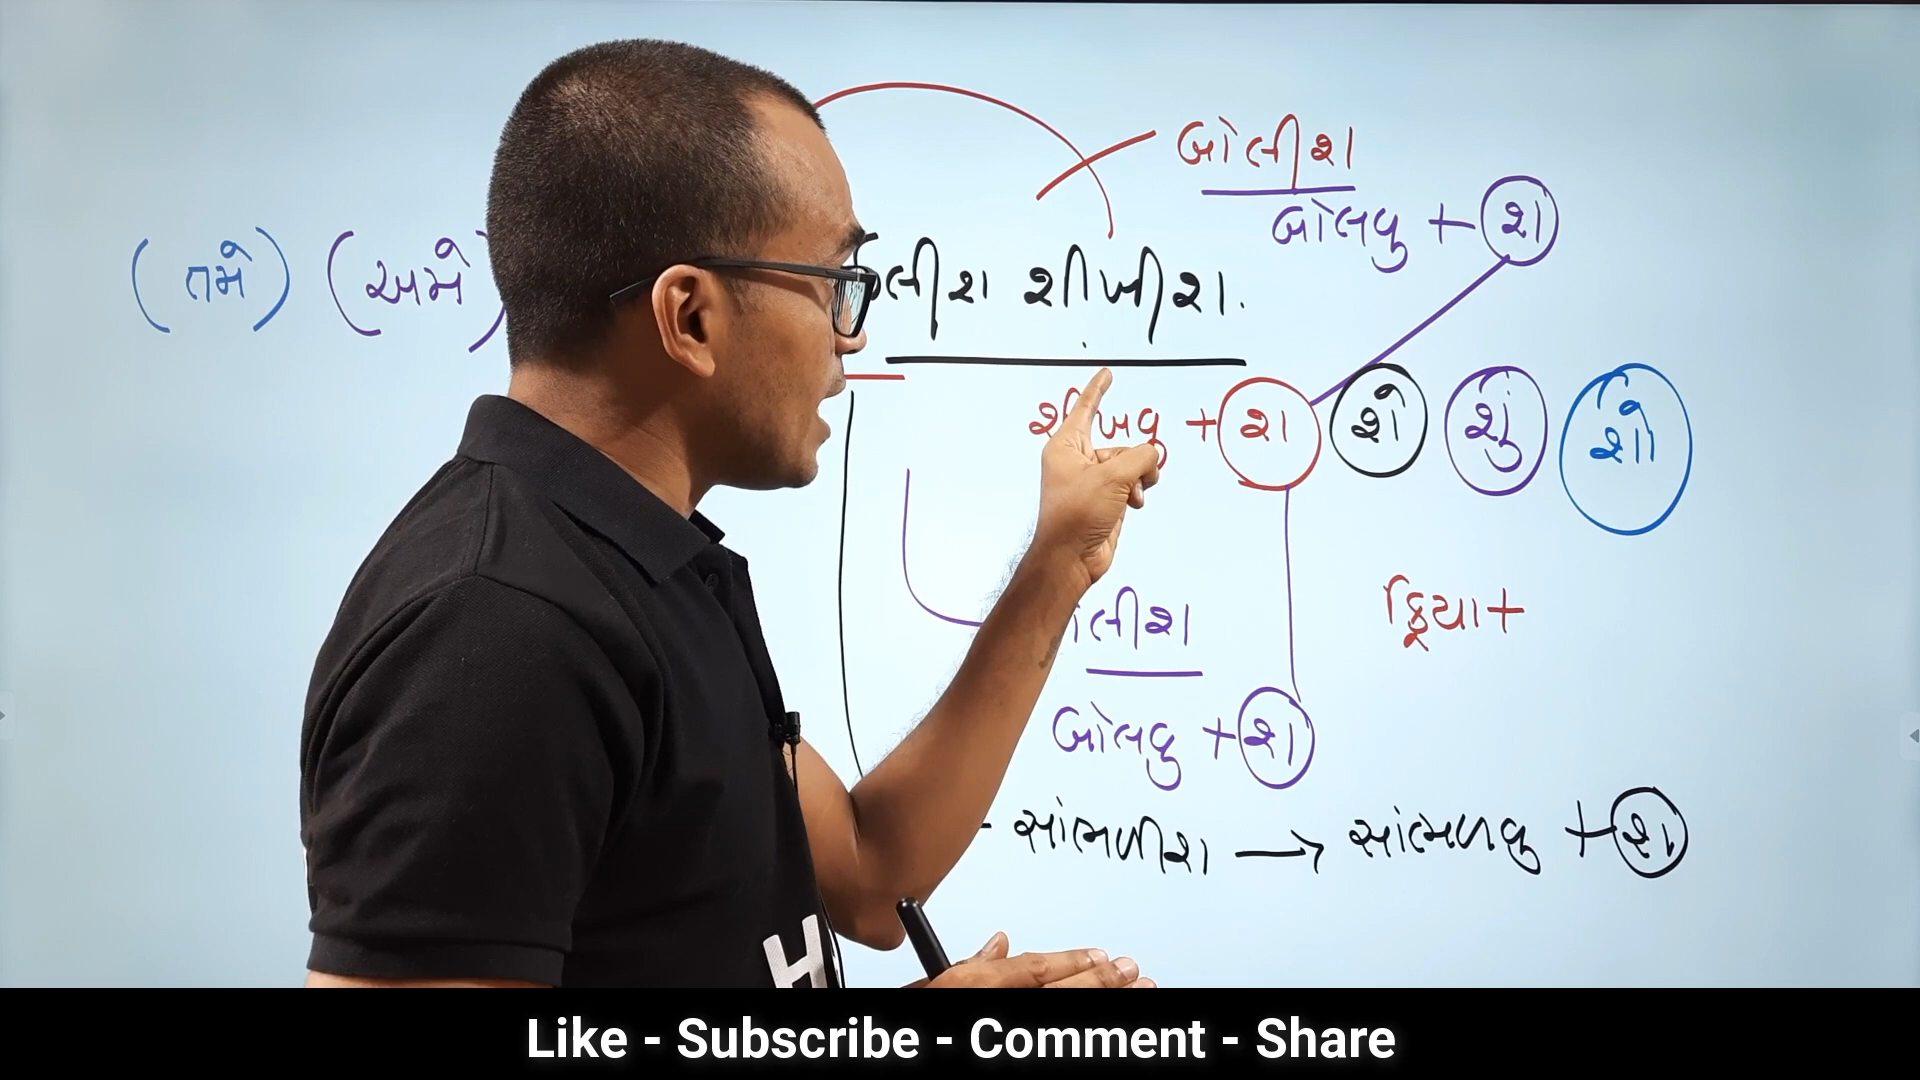 બોલીશ
બોલવુ + શ
(તમે) (અમે)
શીખીશ.
શીખવુ + શ શે શું શો
ક્રિયા +
બોલવુ + શ
સાંભળીશ → સાંભળવુ + શ
Like - Subscribe - Comment - Share